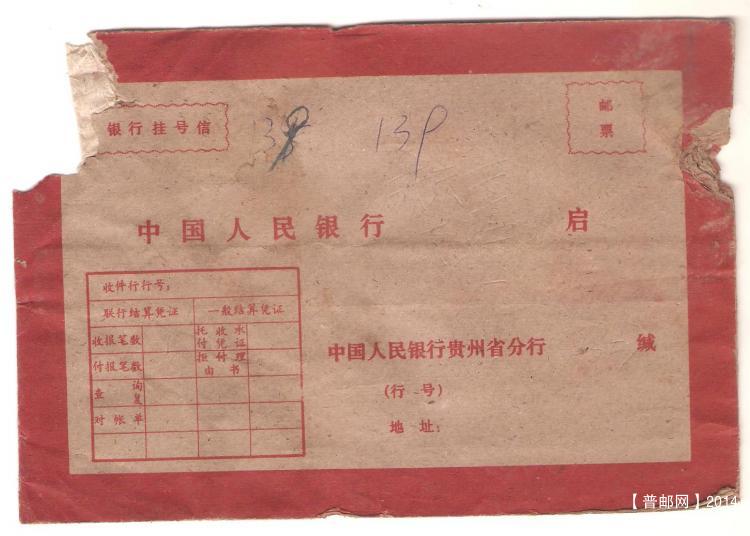 银行挂号信
139
139
邮
票
中国人民银行 启
收件行行号：
联行结算凭证 一般结算凭证
收报笔数 托收承
付凭证
付报笔数 拒付理
由书
查 询
复
对帐单
中国人民银行贵州省分行 缄
（行号）
地址：
【普邮网】2014